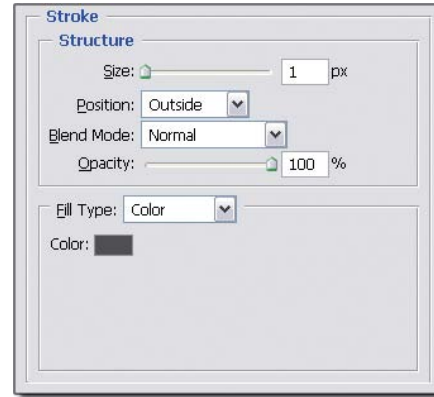 Stroke
Structure
Size: 1 px
Position: Outside
Blend Mode: Normal
Opacity: 100 %
Fill Type: Color
Color: